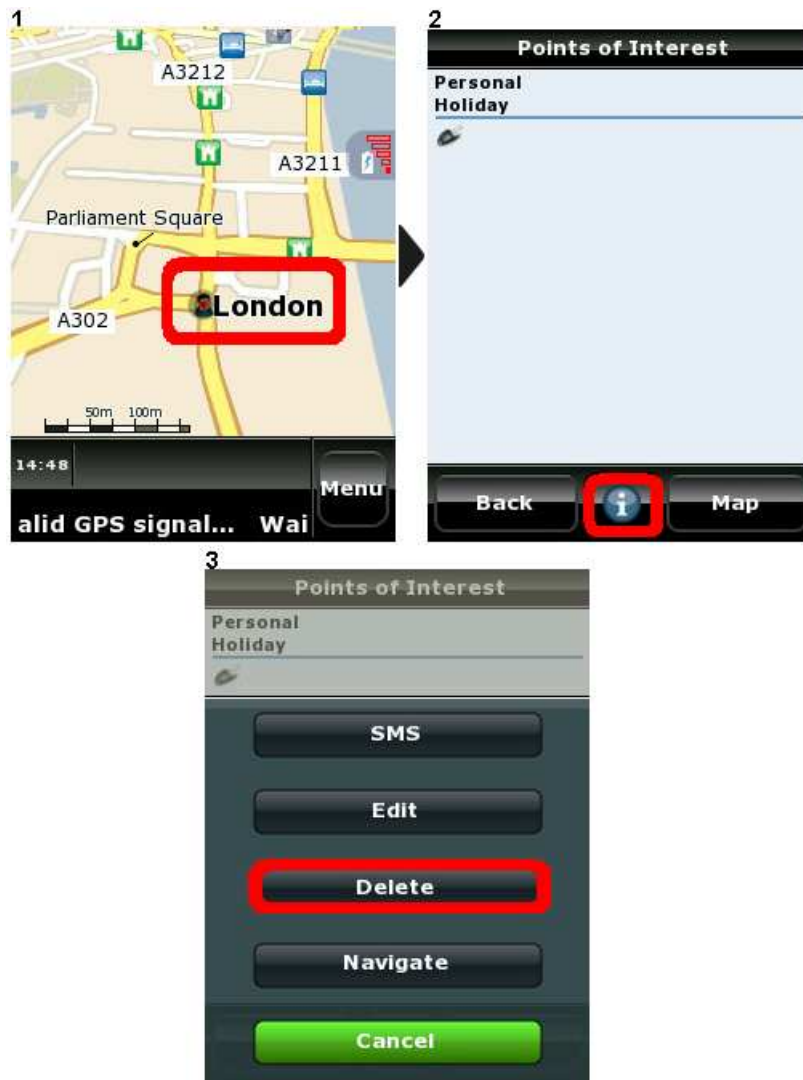 1
A3212
A3211
Parliament Square
London
A302
50m 100m
14:48
Menu
alid GPS signal... Wai
2
Points of Interest
Personal
Holiday
Back
i
Map
3
Points of Interest
Personal
Holiday
SMS
Edit
Delete
Navigate
Cancel